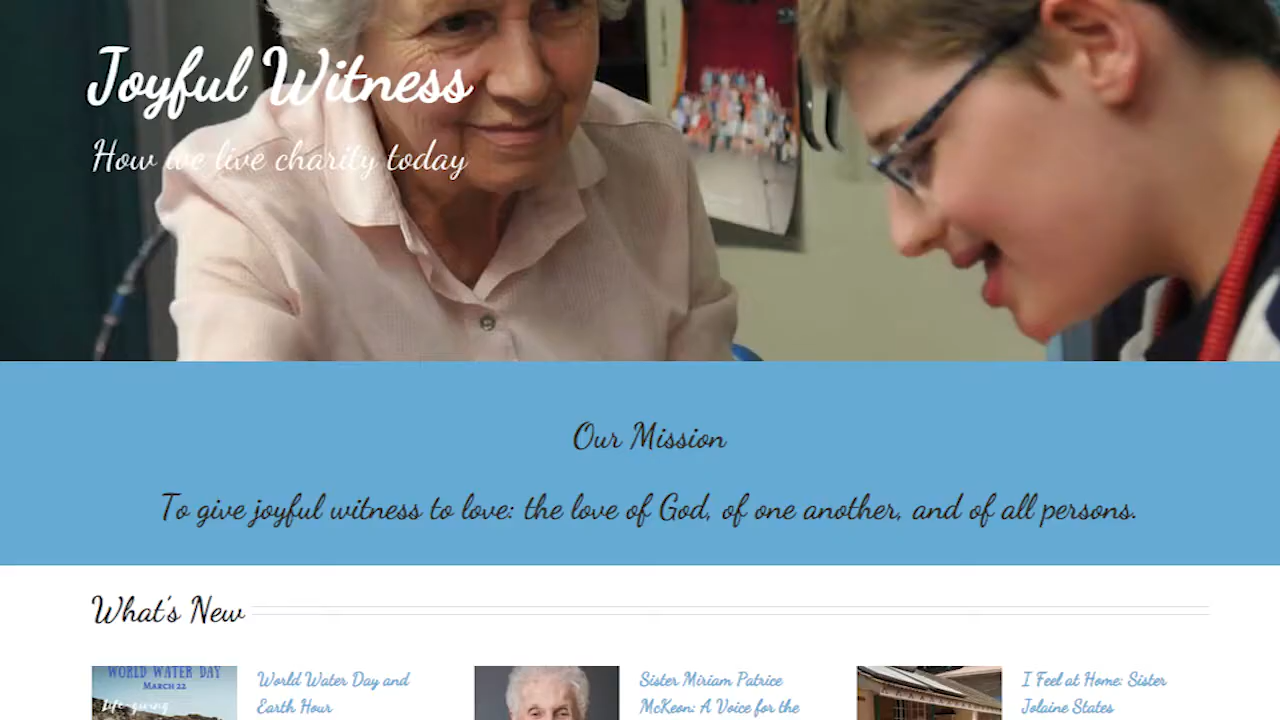 Joyful Witness
How we live charity today
Our Mission
To give joyful witness to love: the love of God, of one another, and of all persons.
What's New
WORLD WATER DAY
MARCH 22
life-giving
World Water Day and
Earth Hour
Sister Miriam Patrice
McKeon: A Voice for the
I Feel at Home: Sister
Jolaine States